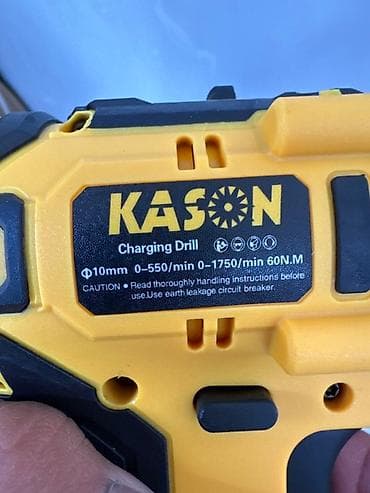 KASON
Charging Drill
Φ10mm 0-550/min 0-1750/min 60N.M
CAUTION ● Read thoroughly handling instructions before
use.Use earth leakage circuit breaker.